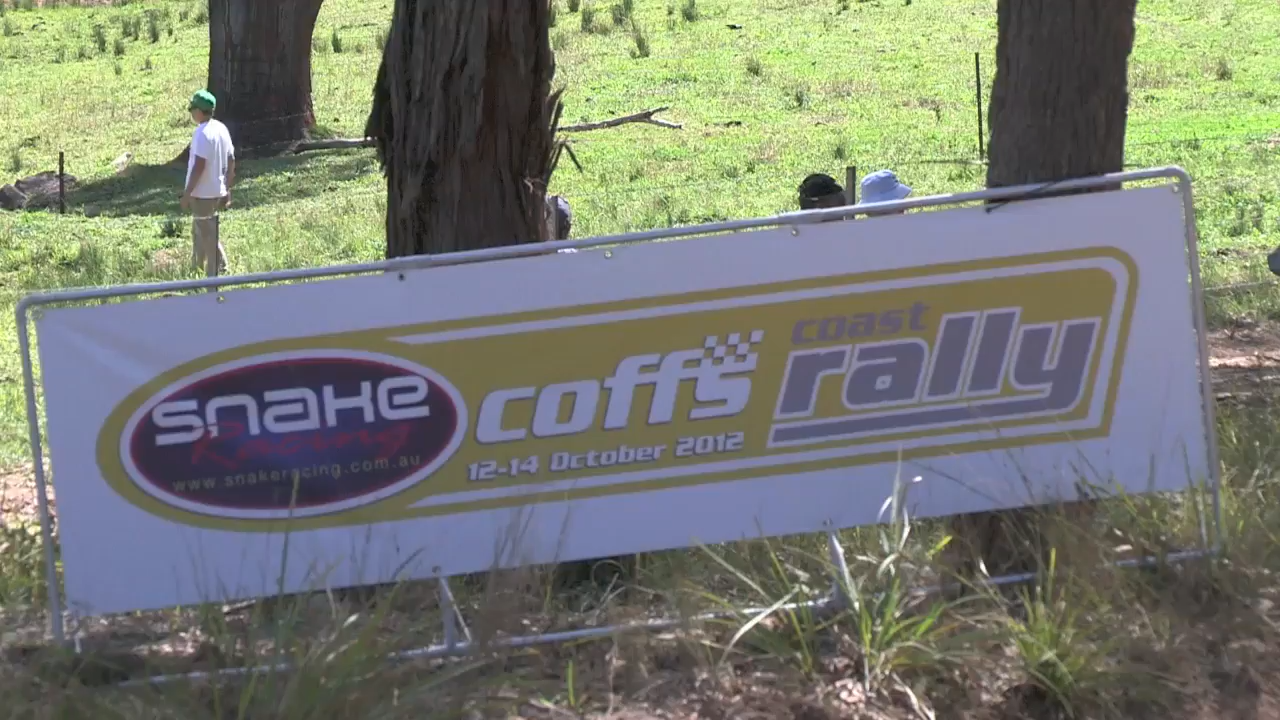 snake
Racing
www.snakeracing.com.au
coffs
12-14 October 2012
coast
rally